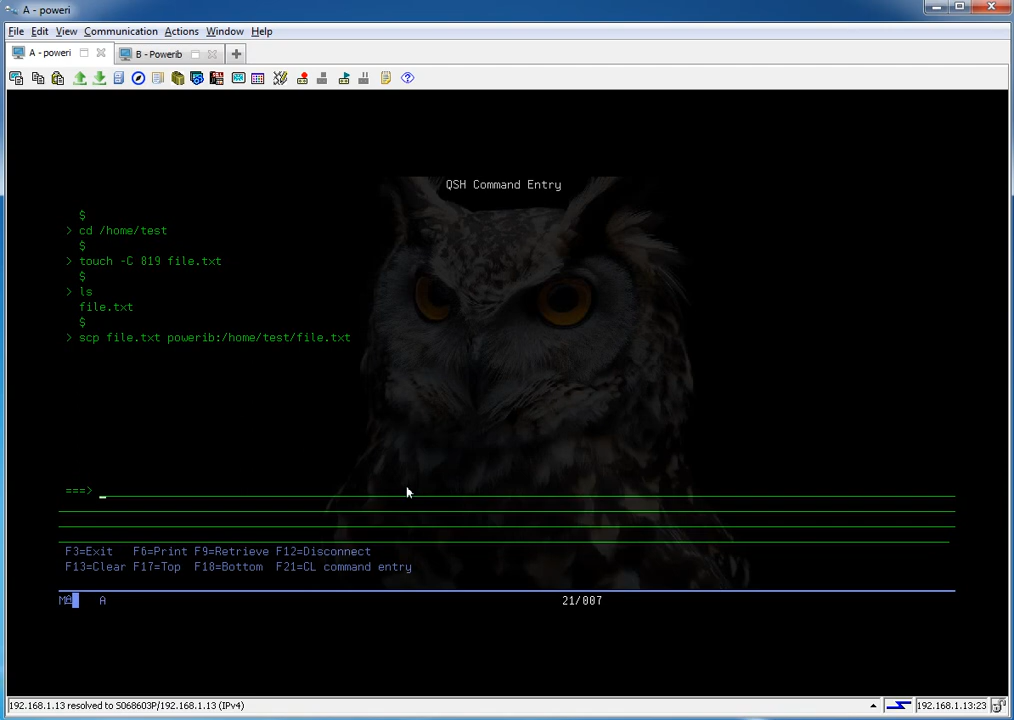 A - poweri
File Edit View Communication Actions Window Help
A - poweri B - Powerib
QSH Command Entry
$
> cd /home/test
$
> touch -C 819 file.txt
$
> ls
file.txt
$
> scp file.txt powerib:/home/test/file.txt
===>
F3=Exit F6=Print F9=Retrieve F12=Disconnect
F13=Clear F17=Top F18=Bottom F21=CL command entry
A 21/007
192.168.1.13 resolved to S068603P/192.168.1.13 (IPv4) 192.168.1.13:23